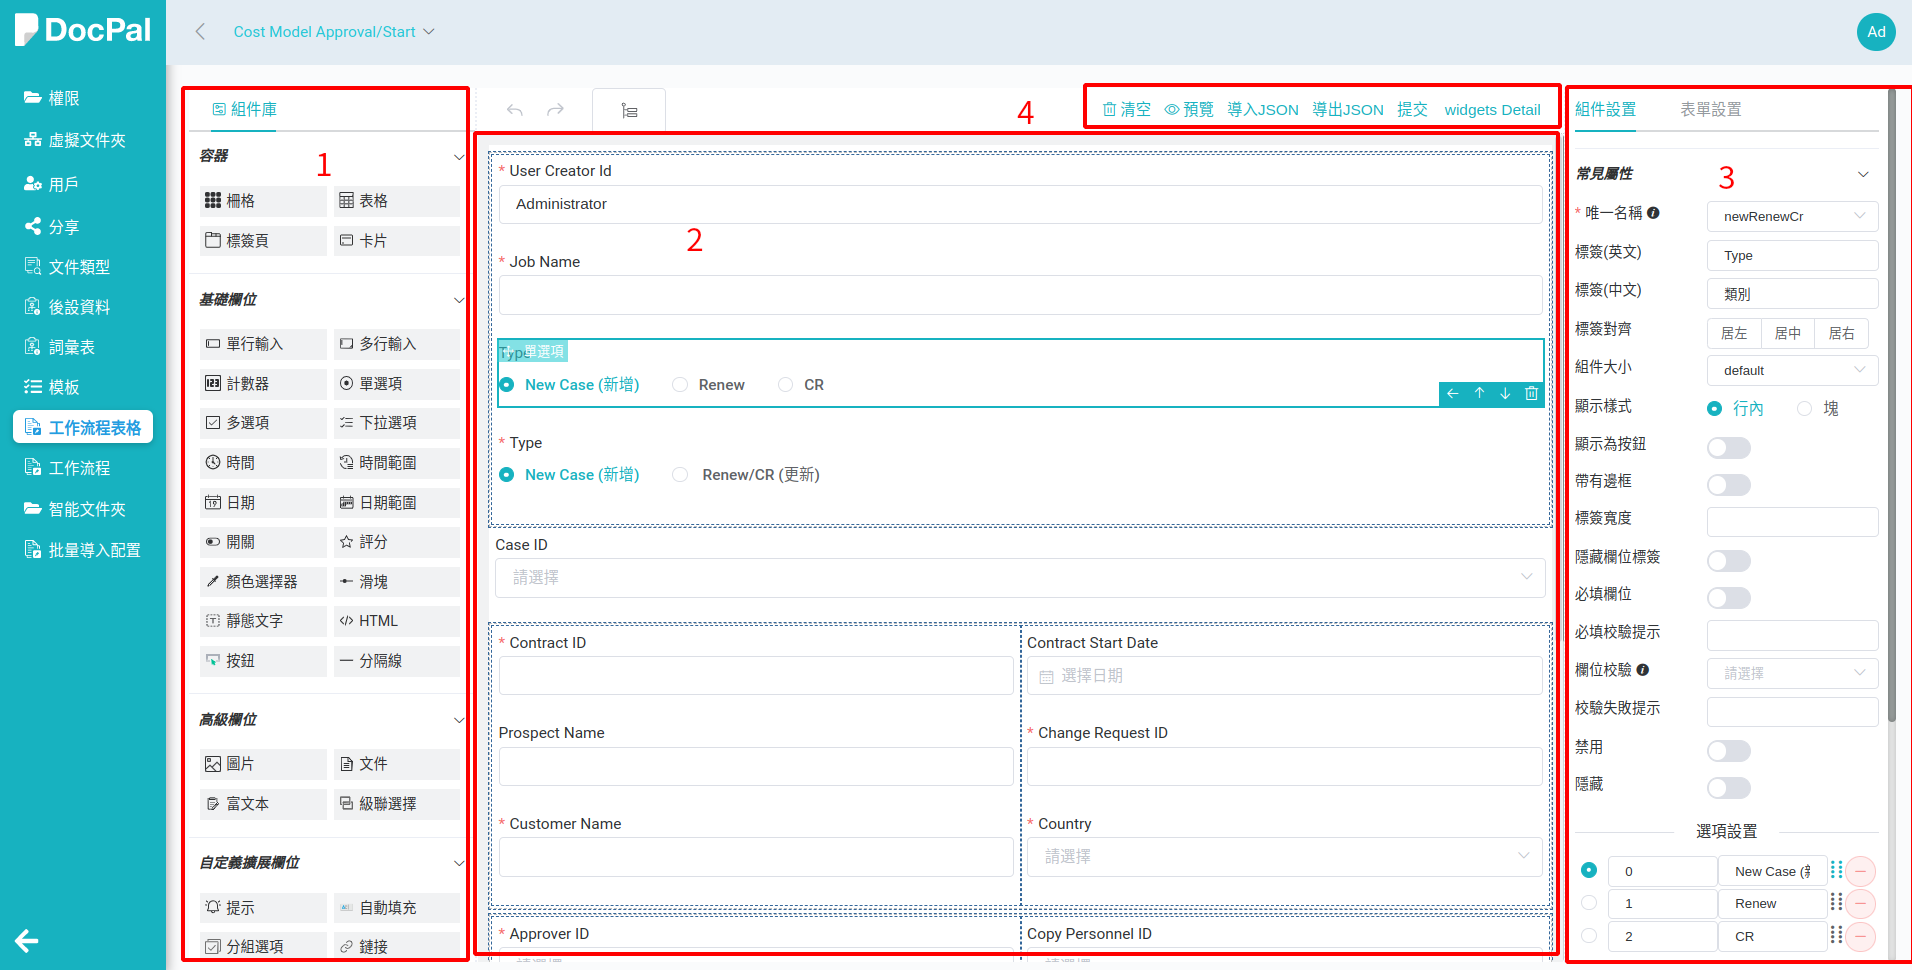 DocPal
Cost Model Approval/Start
Ad
權限
虛擬文件夾
用戶
分享
文件類型
後設資料
詞彙表
模板
工作流程表格
工作流程
智能文件夾
批量導入配置
組件庫
1
容器
柵格 表格
標簽頁 卡片
基礎欄位
單行輸入 多行輸入
計數器 單選項
多選項 下拉選項
時間 時間範圍
日期 日期範圍
開關 評分
顏色選擇器 滑塊
靜態文字 HTML
按鈕 分隔線
高級欄位
圖片 文件
富文本 級聯選擇
自定義擴展欄位
提示 自動填充
分組選項 鏈接
4
清空 預覽 導入JSON 導出JSON 提交 widgets Detail
* User Creator Id
Administrator
2
* Job Name
Type 單選項
New Case (新增) Renew CR
* Type
New Case (新增) Renew/CR (更新)
Case ID
請選擇
* Contract ID Contract Start Date
選擇日期
Prospect Name * Change Request ID
* Customer Name * Country
請選擇
* Approver ID Copy Personnel ID
請選擇 請選擇
組件設置 表單設置
3
常見屬性
* 唯一名稱 newRenewCr
標簽(英文) Type
標簽(中文) 類別
標簽對齊 居左 居中 居右
組件大小 default
顯示樣式 行內 塊
顯示為按鈕
帶有邊框
標簽寬度
隱藏欄位標簽
必填欄位
必填校驗提示
欄位校驗 請選擇
校驗失敗提示
禁用
隱藏
選項設置
0 New Case (新
1 Renew
2 CR